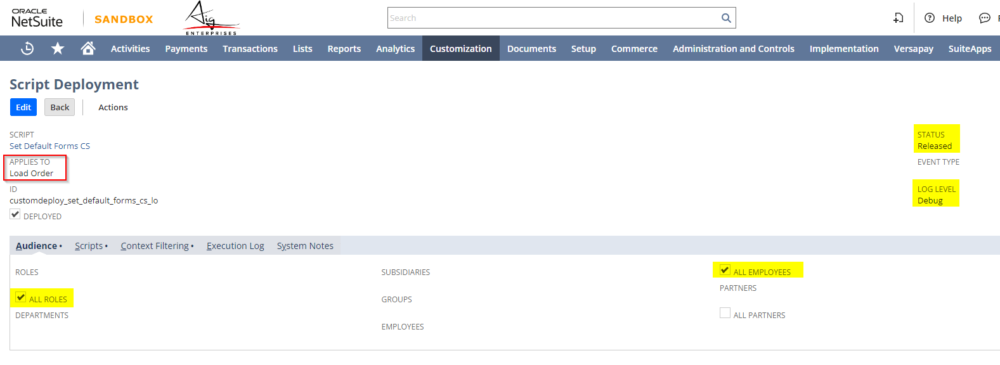 ORACLE
NetSuite
SANDBOX
Aig
ENTERPRISES
Search
Help
Activities Payments Transactions Lists Reports Analytics Customization Documents Setup Commerce Administration and Controls Implementation Versapay SuiteApps
Script Deployment
Edit Back Actions
SCRIPT
Set Default Forms CS
APPLIES TO
Load Order
ID
customdeploy_set_default_forms_cs_lo
DEPLOYED
STATUS
Released
EVENT TYPE
LOG LEVEL
Debug
Audience • Scripts • Context Filtering • Execution Log System Notes
ROLES
ALL ROLES
DEPARTMENTS
SUBSIDIARIES
GROUPS
EMPLOYEES
ALL EMPLOYEES
PARTNERS
ALL PARTNERS